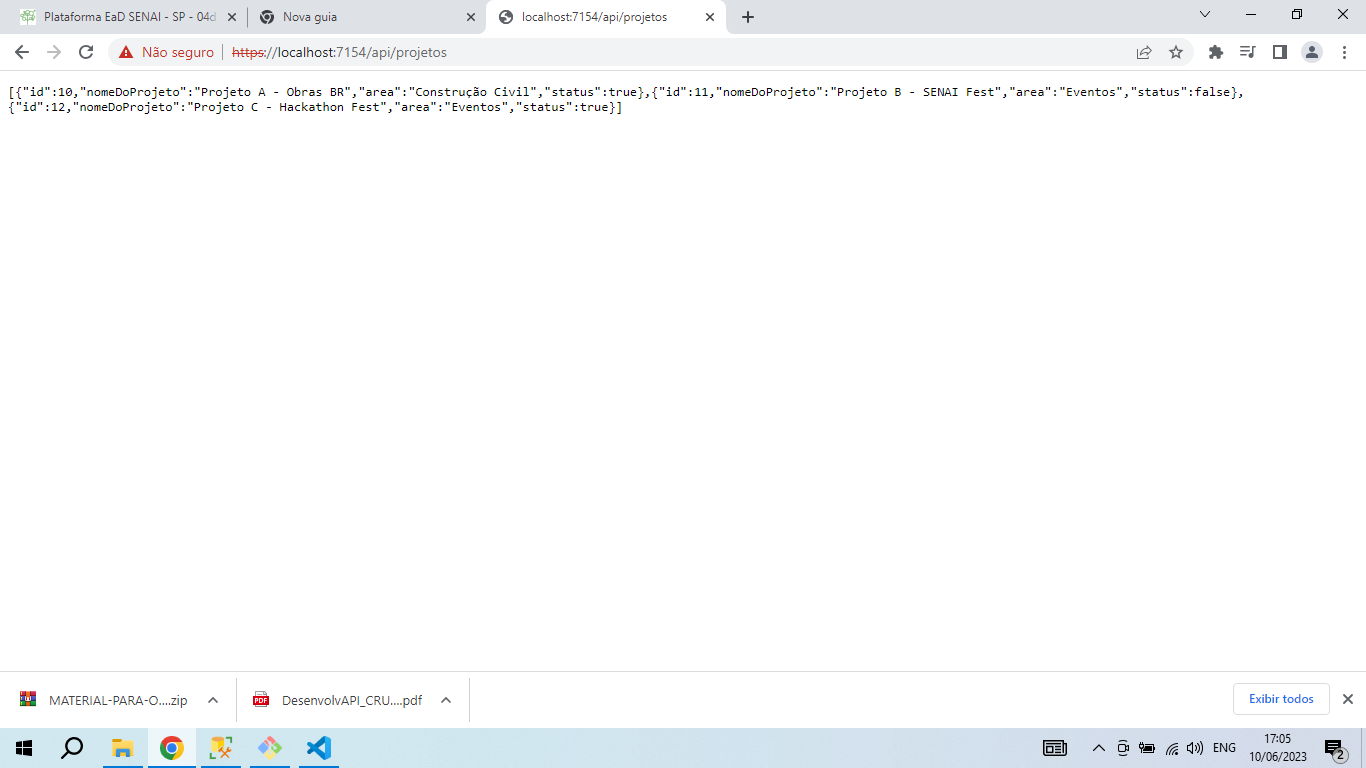 Plataforma EaD SENAI - SP - 04d
Nova guia
localhost:7154/api/projetos
Não seguro
https://localhost:7154/api/projetos
[{"id":10,"nomeDoProjeto":"Projeto A - Obras BR","area":"Construção Civil","status":true},{"id":11,"nomeDoProjeto":"Projeto B - SENAI Fest","area":"Eventos","status":false},
{"id":12,"nomeDoProjeto":"Projeto C - Hackathon Fest","area":"Eventos","status":true}]
MATERIAL-PARA-O....zip
PDF
DesenvolvAPI_CRU....pdf
Exibir todos
ENG
17:05
10/06/2023
2